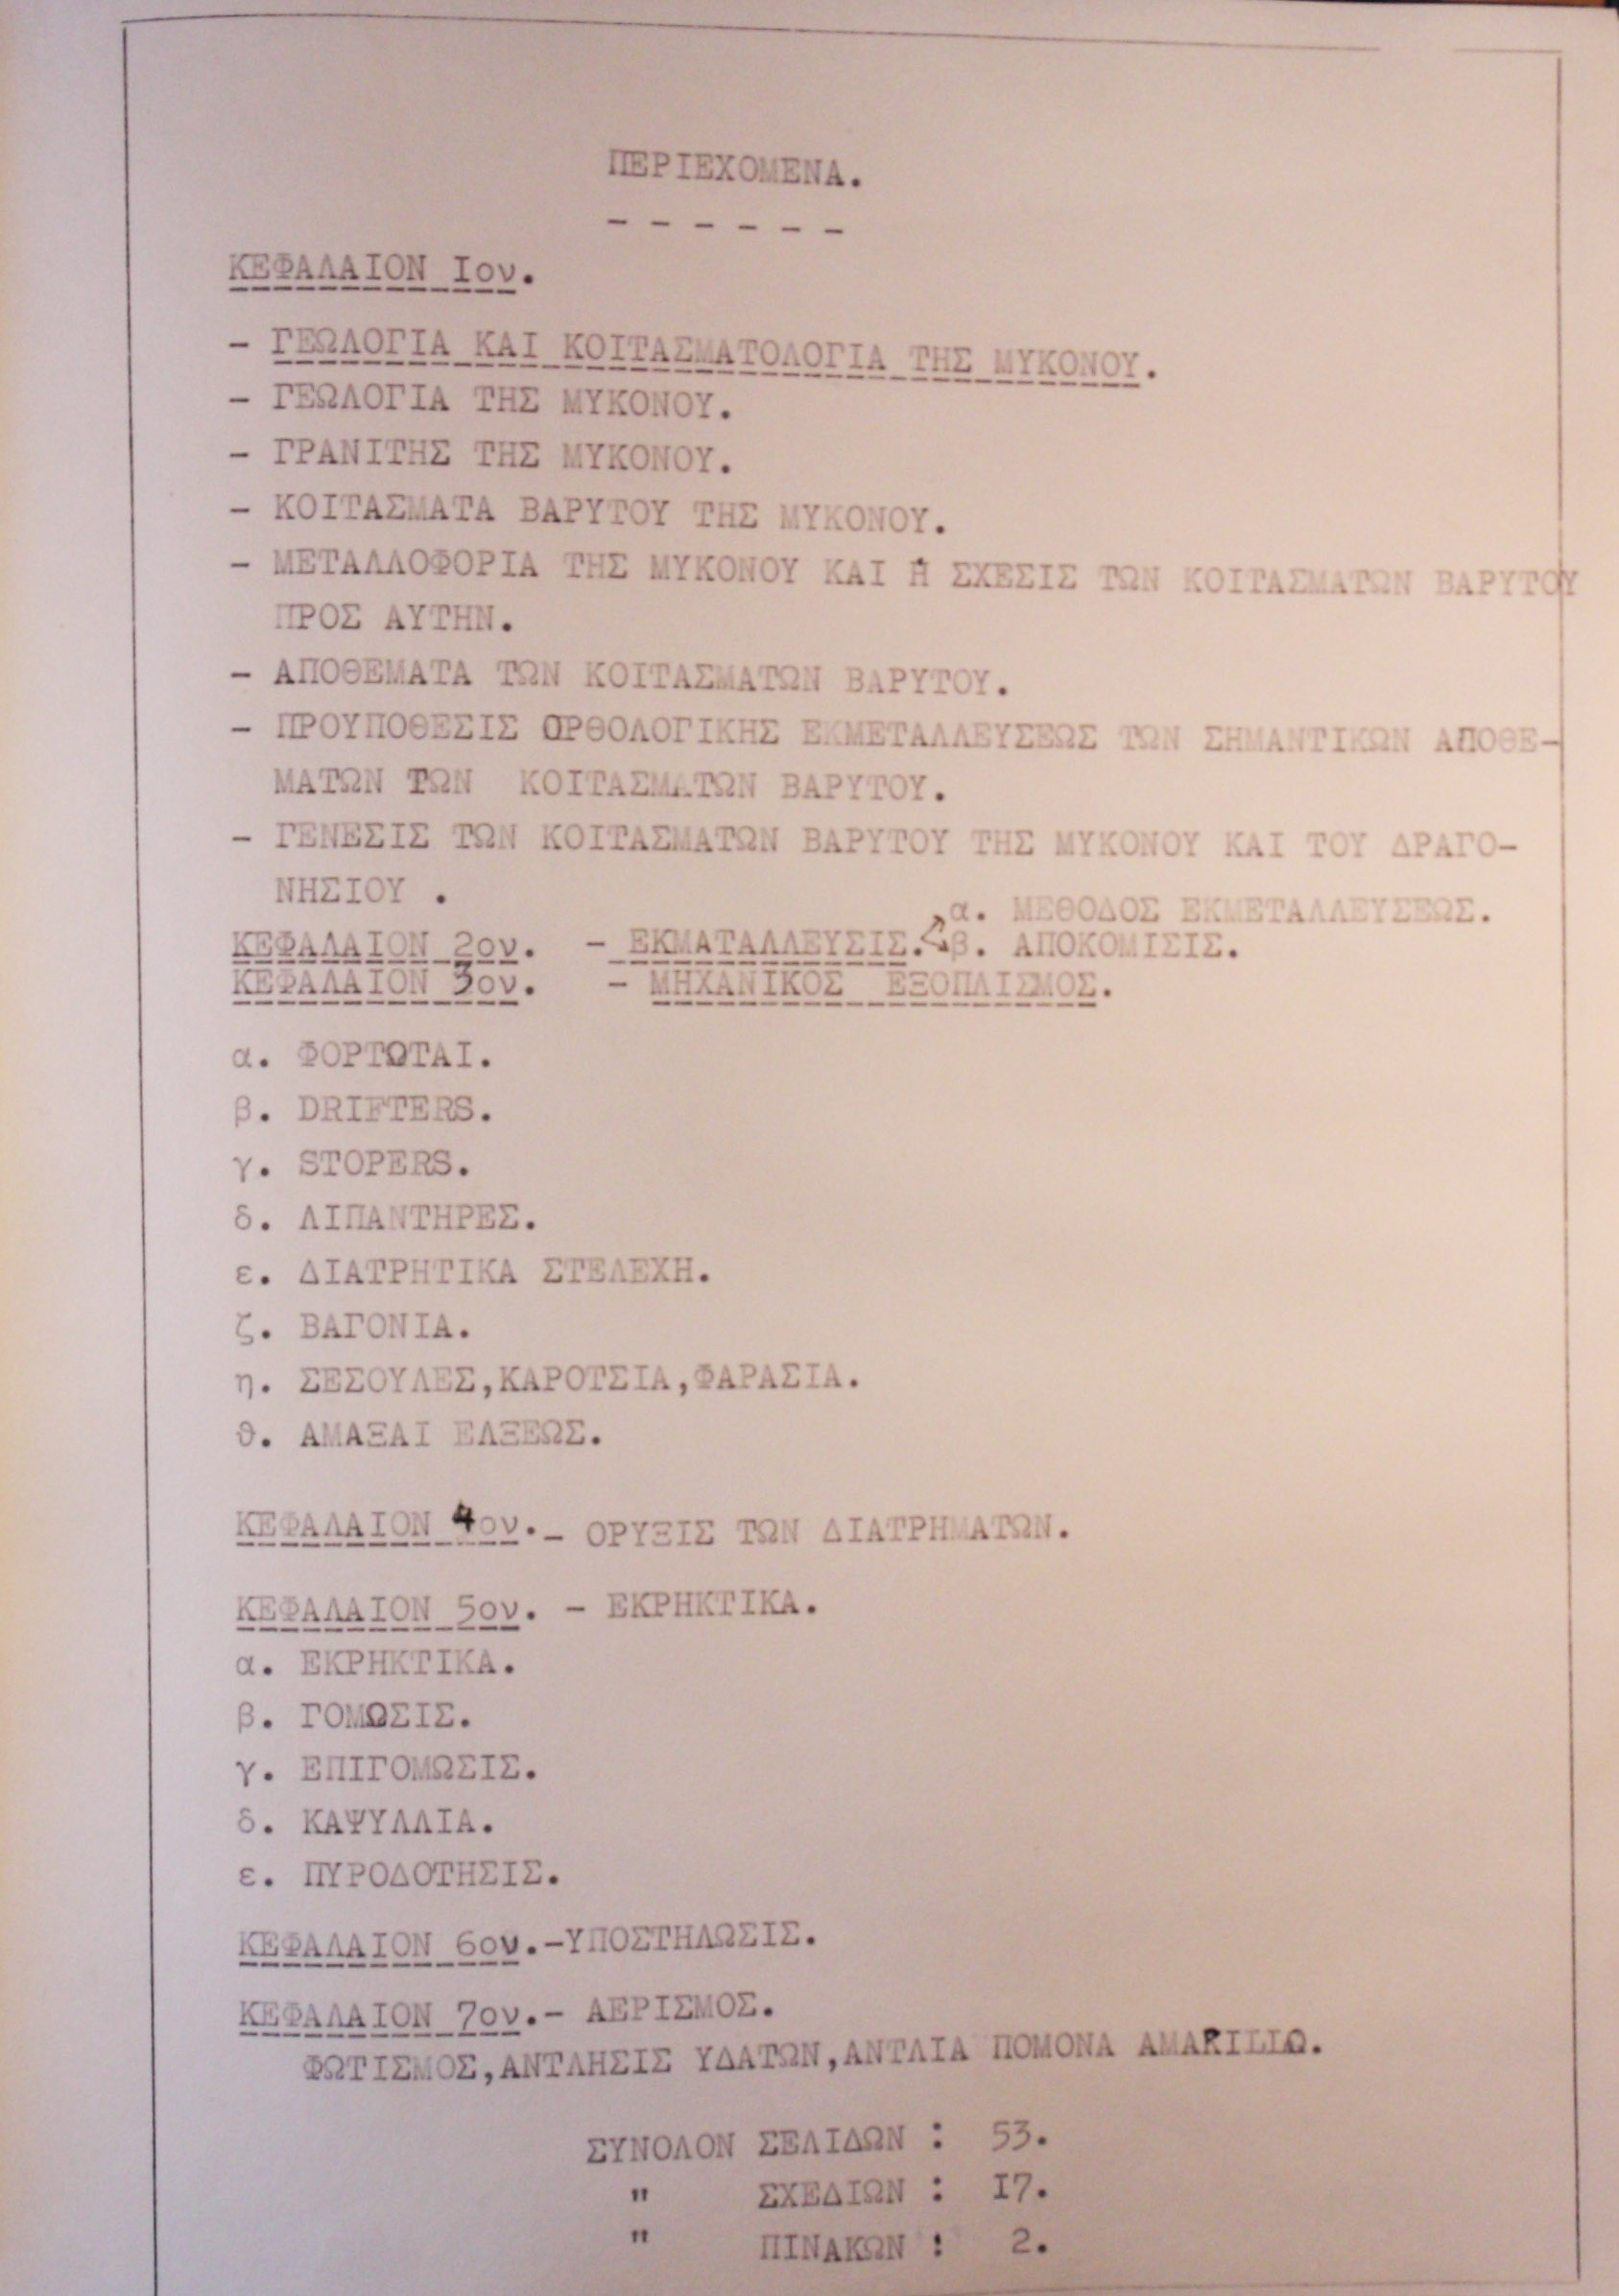 ΠΕΡΙΕΧΟΜΕΝΑ.
- - - - - -
ΚΕΦΑΛΑΙΟΝ Ιον.
- ΓΕΩΛΟΓΙΑ ΚΑΙ ΚΟΙΤΑΣΜΑΤΟΛΟΓΙΑ ΤΗΣ ΜΥΚΟΝΟΥ.
- ΓΕΩΛΟΓΙΑ ΤΗΣ ΜΥΚΟΝΟΥ.
- ΓΡΑΝΙΤΗΣ ΤΗΣ ΜΥΚΟΝΟΥ.
- ΚΟΙΤΑΣΜΑΤΑ ΒΑΡΥΤΟΥ ΤΗΣ ΜΥΚΟΝΟΥ.
- ΜΕΤΑΛΛΟΦΟΡΙΑ ΤΗΣ ΜΥΚΟΝΟΥ ΚΑΙ Η ΣΧΕΣΙΣ ΤΩΝ ΚΟΙΤΑΣΜΑΤΩΝ ΒΑΡΥΤΟΥ
ΠΡΟΣ ΑΥΤΗΝ.
- ΑΠΟΘΕΜΑΤΑ ΤΩΝ ΚΟΙΤΑΣΜΑΤΩΝ ΒΑΡΥΤΟΥ.
- ΠΡΟΥΠΟΘΕΣΙΣ ΟΡΘΟΛΟΓΙΚΗΣ ΕΚΜΕΤΑΛΛΕΥΣΕΩΣ ΤΩΝ ΣΗΜΑΝΤΙΚΩΝ ΑΠΟΘΕ-
ΜΑΤΩΝ ΤΩΝ ΚΟΙΤΑΣΜΑΤΩΝ ΒΑΡΥΤΟΥ.
- ΓΕΝΕΣΙΣ ΤΩΝ ΚΟΙΤΑΣΜΑΤΩΝ ΒΑΡΥΤΟΥ ΤΗΣ ΜΥΚΟΝΟΥ ΚΑΙ ΤΟΥ ΔΡΑΓΟ-
ΝΗΣΙΟΥ .
α. ΜΕΘΟΔΟΣ ΕΚΜΕΤΑΛΛΕΥΣΕΩΣ.
ΚΕΦΑΛΑΙΟΝ 2ον. - ΕΚΜΑΤΑΛΛΕΥΣΙΣ. β. ΑΠΟΚΟΜΙΣΙΣ.
ΚΕΦΑΛΑΙΟΝ 3ον. - ΜΗΧΑΝΙΚΟΣ ΕΞΟΠΛΙΣΜΟΣ.
α. ΦΟΡΤΩΤΑΙ.
β. DRIFTERS.
γ. STOPERS.
δ. ΛΙΠΑΝΤΗΡΕΣ.
ε. ΔΙΑΤΡΗΤΙΚΑ ΣΤΕΛΕΧΗ.
ζ. ΒΑΓΟΝΙΑ.
η. ΣΕΣΟΥΛΕΣ,ΚΑΡΟΤΣΙΑ,ΦΑΡΑΣΙΑ.
θ. ΑΜΑΞΑΙ ΕΛΞΕΩΣ.
ΚΕΦΑΛΑΙΟΝ 4ον.- ΟΡΥΞΙΣ ΤΩΝ ΔΙΑΤΡΗΜΑΤΩΝ.
ΚΕΦΑΛΑΙΟΝ 5ον. - ΕΚΡΗΚΤΙΚΑ.
α. ΕΚΡΗΚΤΙΚΑ.
β. ΓΟΜΩΣΙΣ.
γ. ΕΠΙΓΟΜΩΣΙΣ.
δ. ΚΑΨΥΛΛΙΑ.
ε. ΠΥΡΟΔΟΤΗΣΙΣ.
ΚΕΦΑΛΑΙΟΝ 6ον.-ΥΠΟΣΤΗΛΩΣΙΣ.
ΚΕΦΑΛΑΙΟΝ 7ον.- ΑΕΡΙΣΜΟΣ.
ΦΩΤΙΣΜΟΣ,ΑΝΤΛΗΣΙΣ ΥΔΑΤΩΝ,ΑΝΤΛΙΑ ΠΟΜΟΝΑ AMARILLO.
ΣΥΝΟΛΟΝ ΣΕΛΙΔΩΝ : 53.
" ΣΧΕΔΙΩΝ : Ι7.
" ΠΙΝΑΚΩΝ : 2.